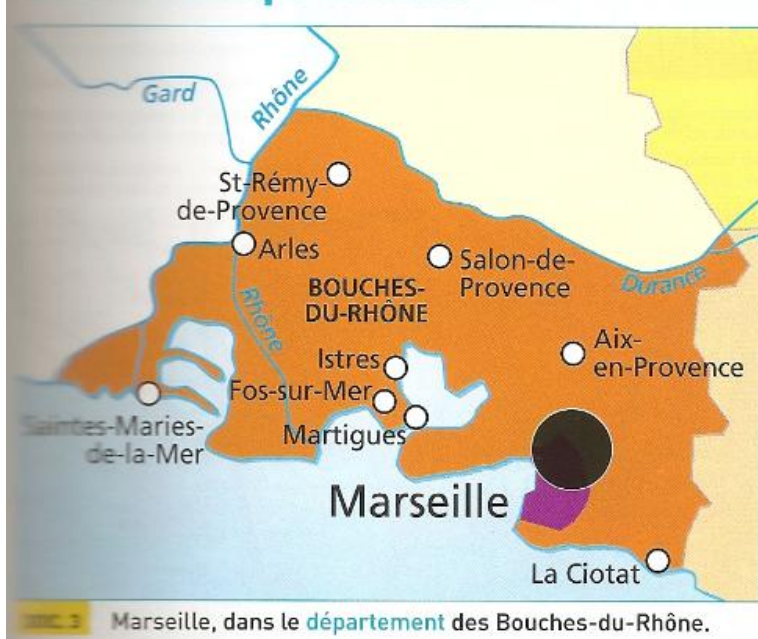 Gard
Rhône
St-Rémy-
de-Provence
Arles
Salon-de-
Provence
Durance
BOUCHES-
DU-RHÔNE
Rhône
Aix-
en-Provence
Istres
Fos-sur-Mer
Martigues
Saintes-Maries-
de-la-Mer
Marseille
La Ciotat
DOC. 3 Marseille, dans le département des Bouches-du-Rhône.